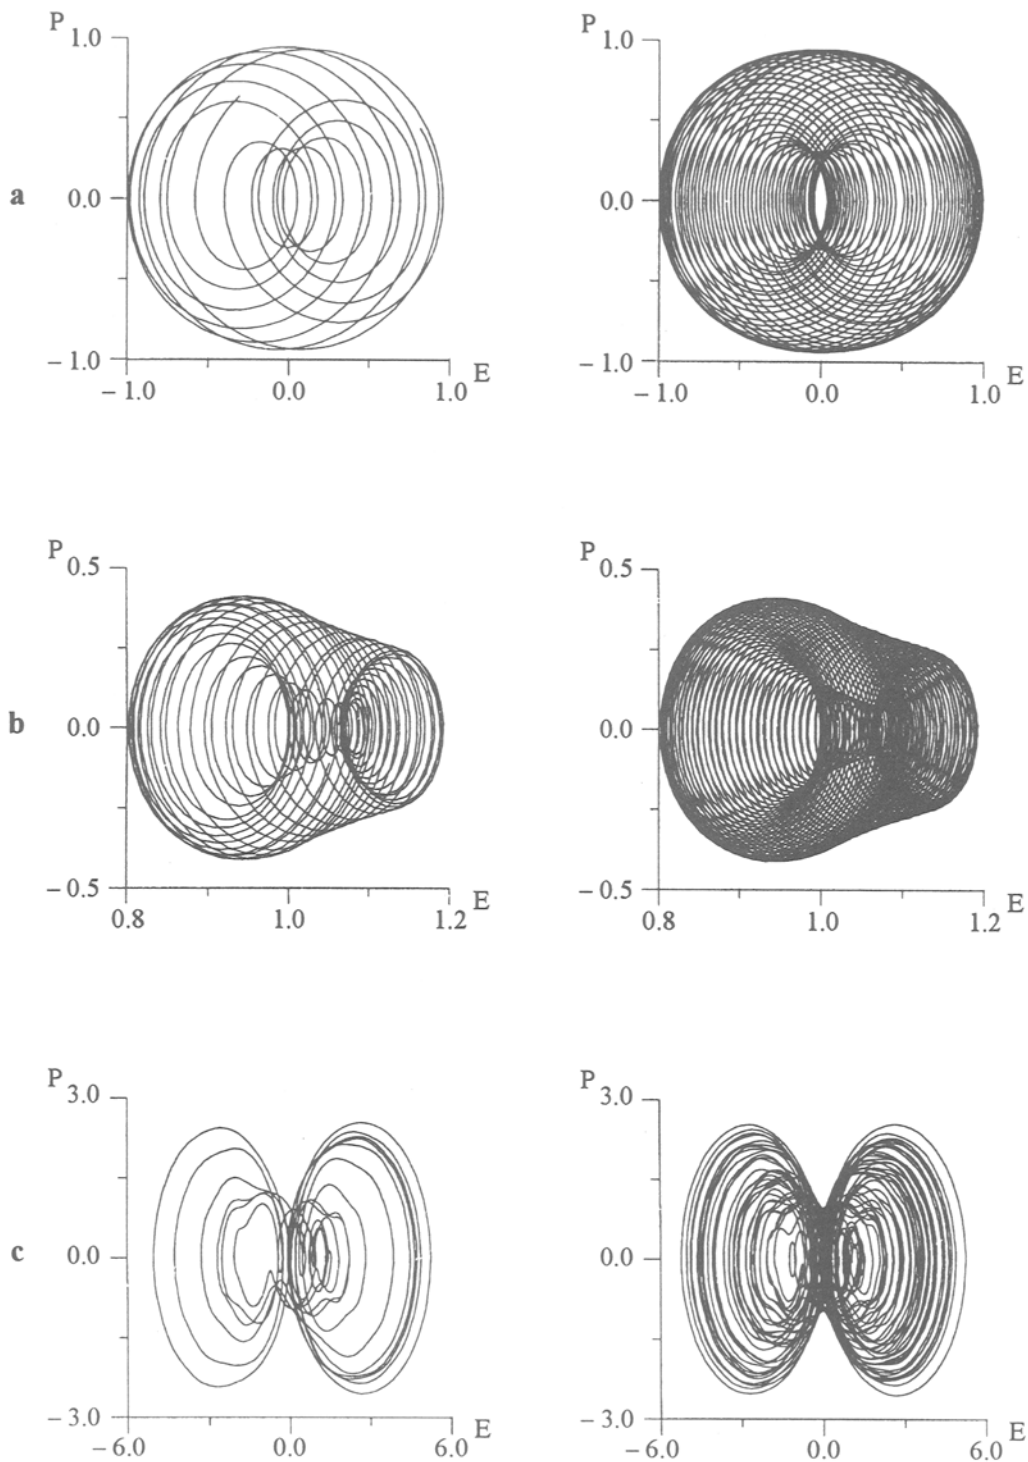 P P
1.0 1.0
a 0.0 0.0
– 1.0 – 1.0
E E
– 1.0 0.0 1.0 – 1.0 0.0 1.0
P P
0.5 0.5
b 0.0 0.0
– 0.5 – 0.5
E E
0.8 1.0 1.2 0.8 1.0 1.2
P P
3.0 3.0
c 0.0 0.0
– 3.0 – 3.0
E E
– 6.0 0.0 6.0 – 6.0 0.0 6.0